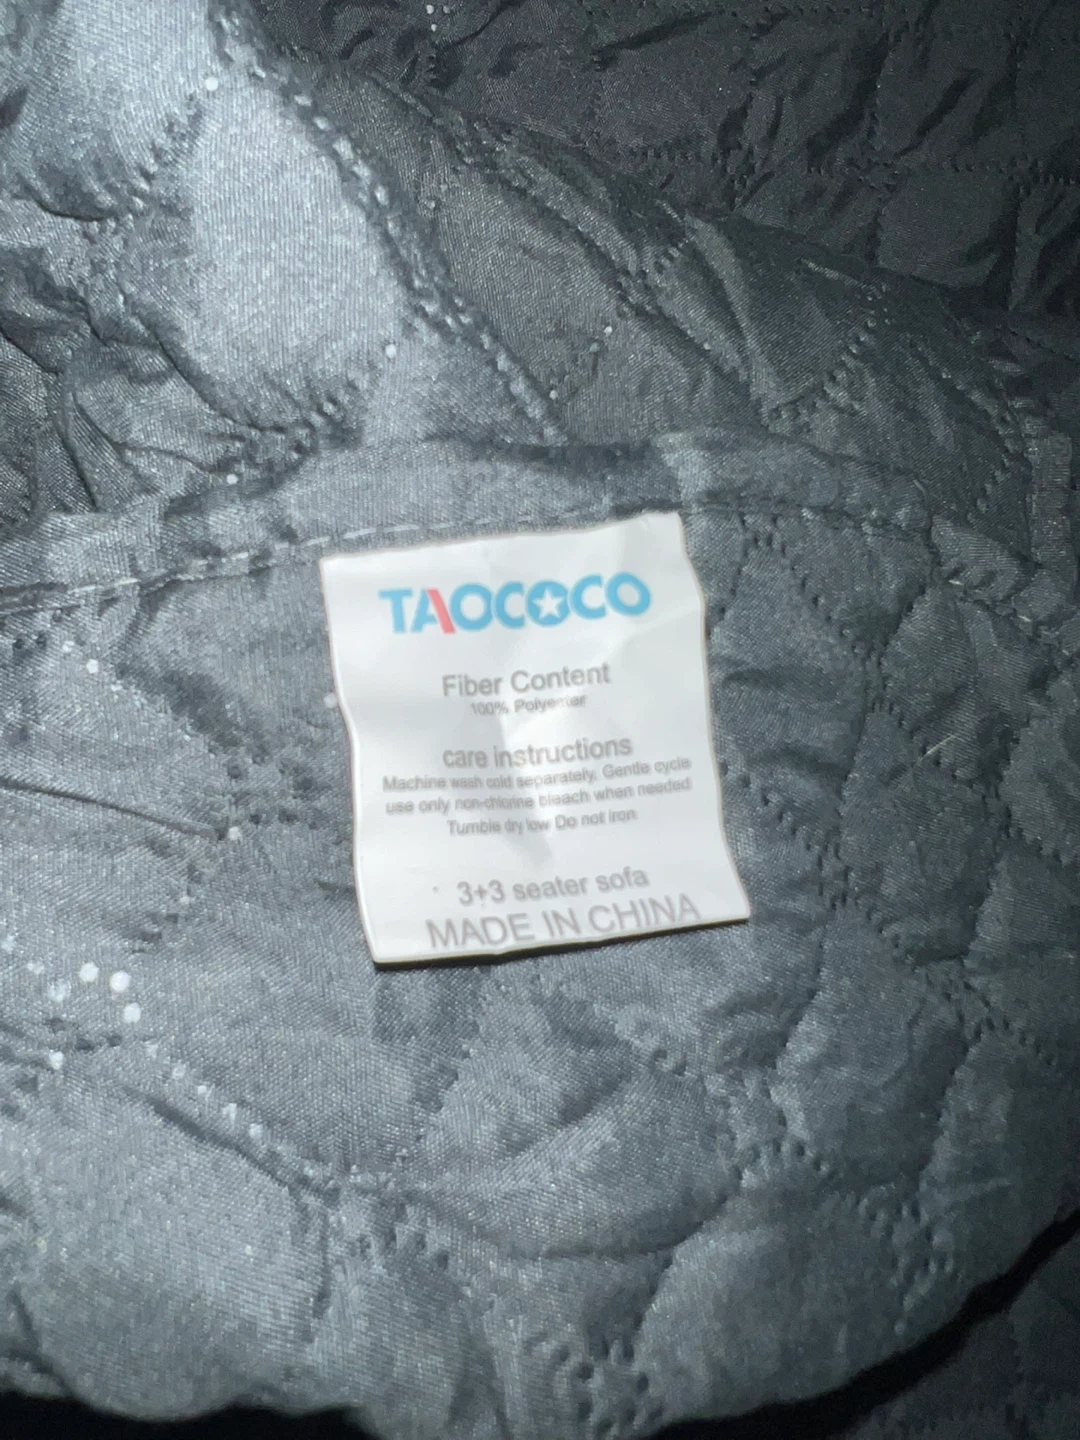 TAOCOCO
Fiber Content
100% Polyester
care instructions
Machine wash cold separately. Gentle cycle
use only non-chlorine bleach when needed
Tumble dry low Do not iron
3+3 seater sofa
MADE IN CHINA